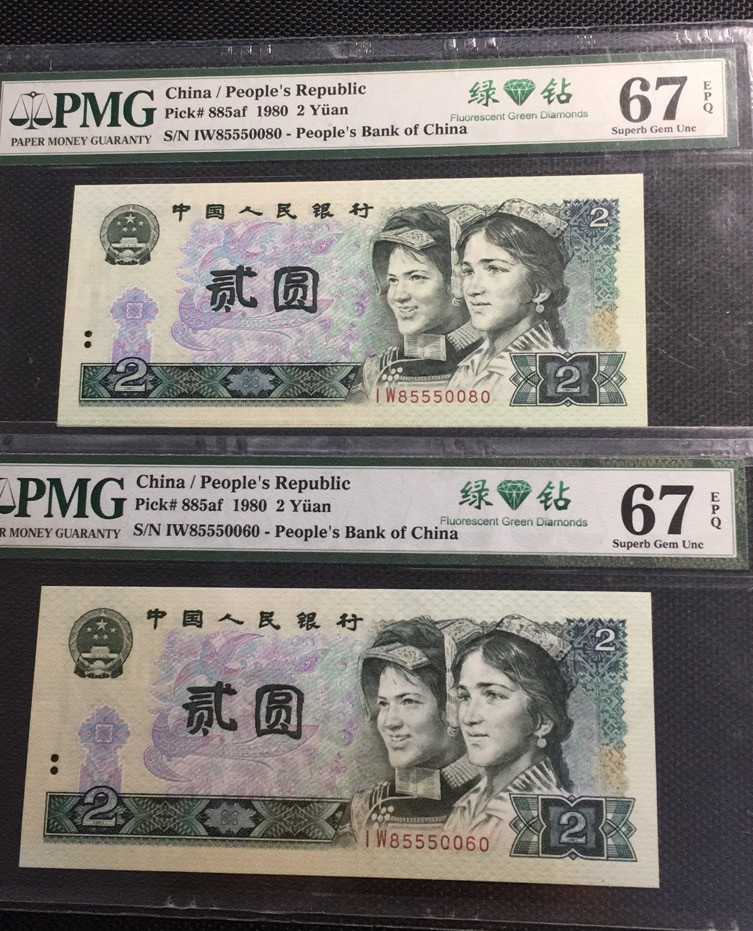 PMG
PAPER MONEY GUARANTY
China / People's Republic
Pick# 885af 1980 2 Yüan
S/N IW85550080 - People's Bank of China
绿 钻
Fluorescent Green Diamonds
67
EPQ
Superb Gem Unc
中国人民银行
2
贰圆
2
IW85550080
2
PMG
R MONEY GUARANTY
China / People's Republic
Pick# 885af 1980 2 Yüan
S/N IW85550060 - People's Bank of China
绿 钻
Fluorescent Green Diamonds
67
EPQ
Superb Gem Unc
中国人民银行
2
贰圆
2
IW85550060
2